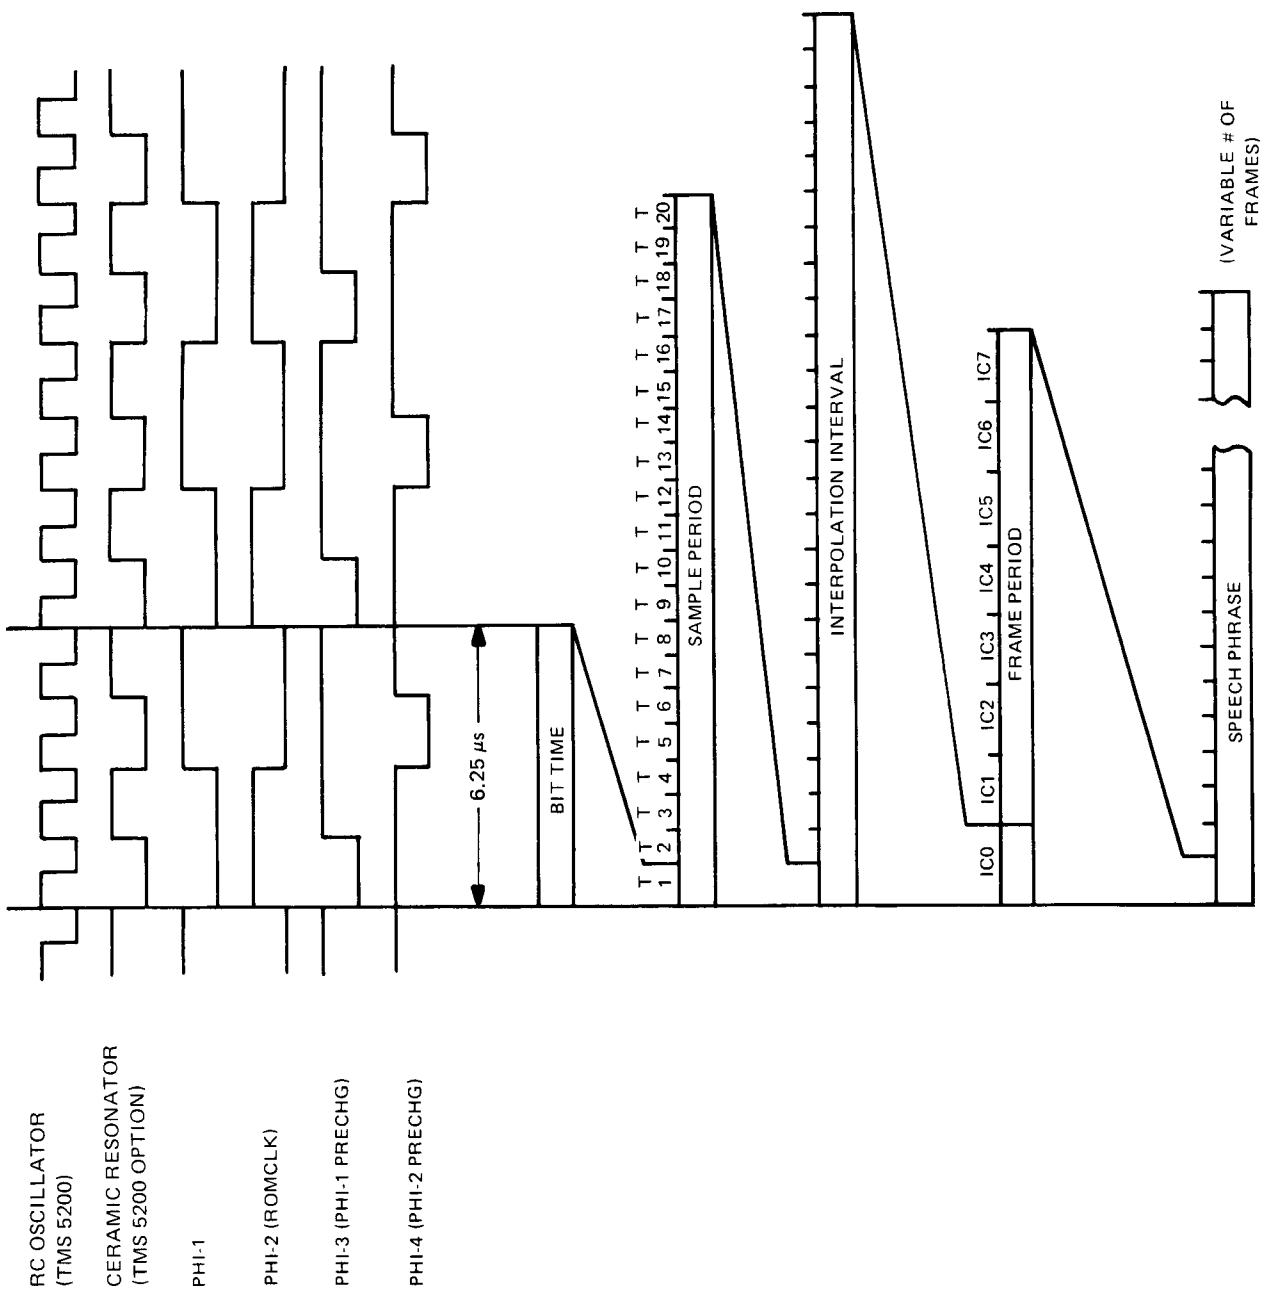 RC OSCILLATOR
(TMS 5200)
CERAMIC RESONATOR
(TMS 5200 OPTION)
PHI-1
PHI-2 (ROMCLK)
PHI-3 (PHI-1 PRECHG)
PHI-4 (PHI-2 PRECHG)
6.25 μs
BIT TIME
T T T T T T T T T T T T T T T T T T T T
1 2 3 4 5 6 7 8 9 10 11 12 13 14 15 16 17 18 19 20
SAMPLE PERIOD
INTERPOLATION INTERVAL
IC0 IC1 IC2 IC3 IC4 IC5 IC6 IC7
FRAME PERIOD
SPEECH PHRASE
(VARIABLE # OF
FRAMES)